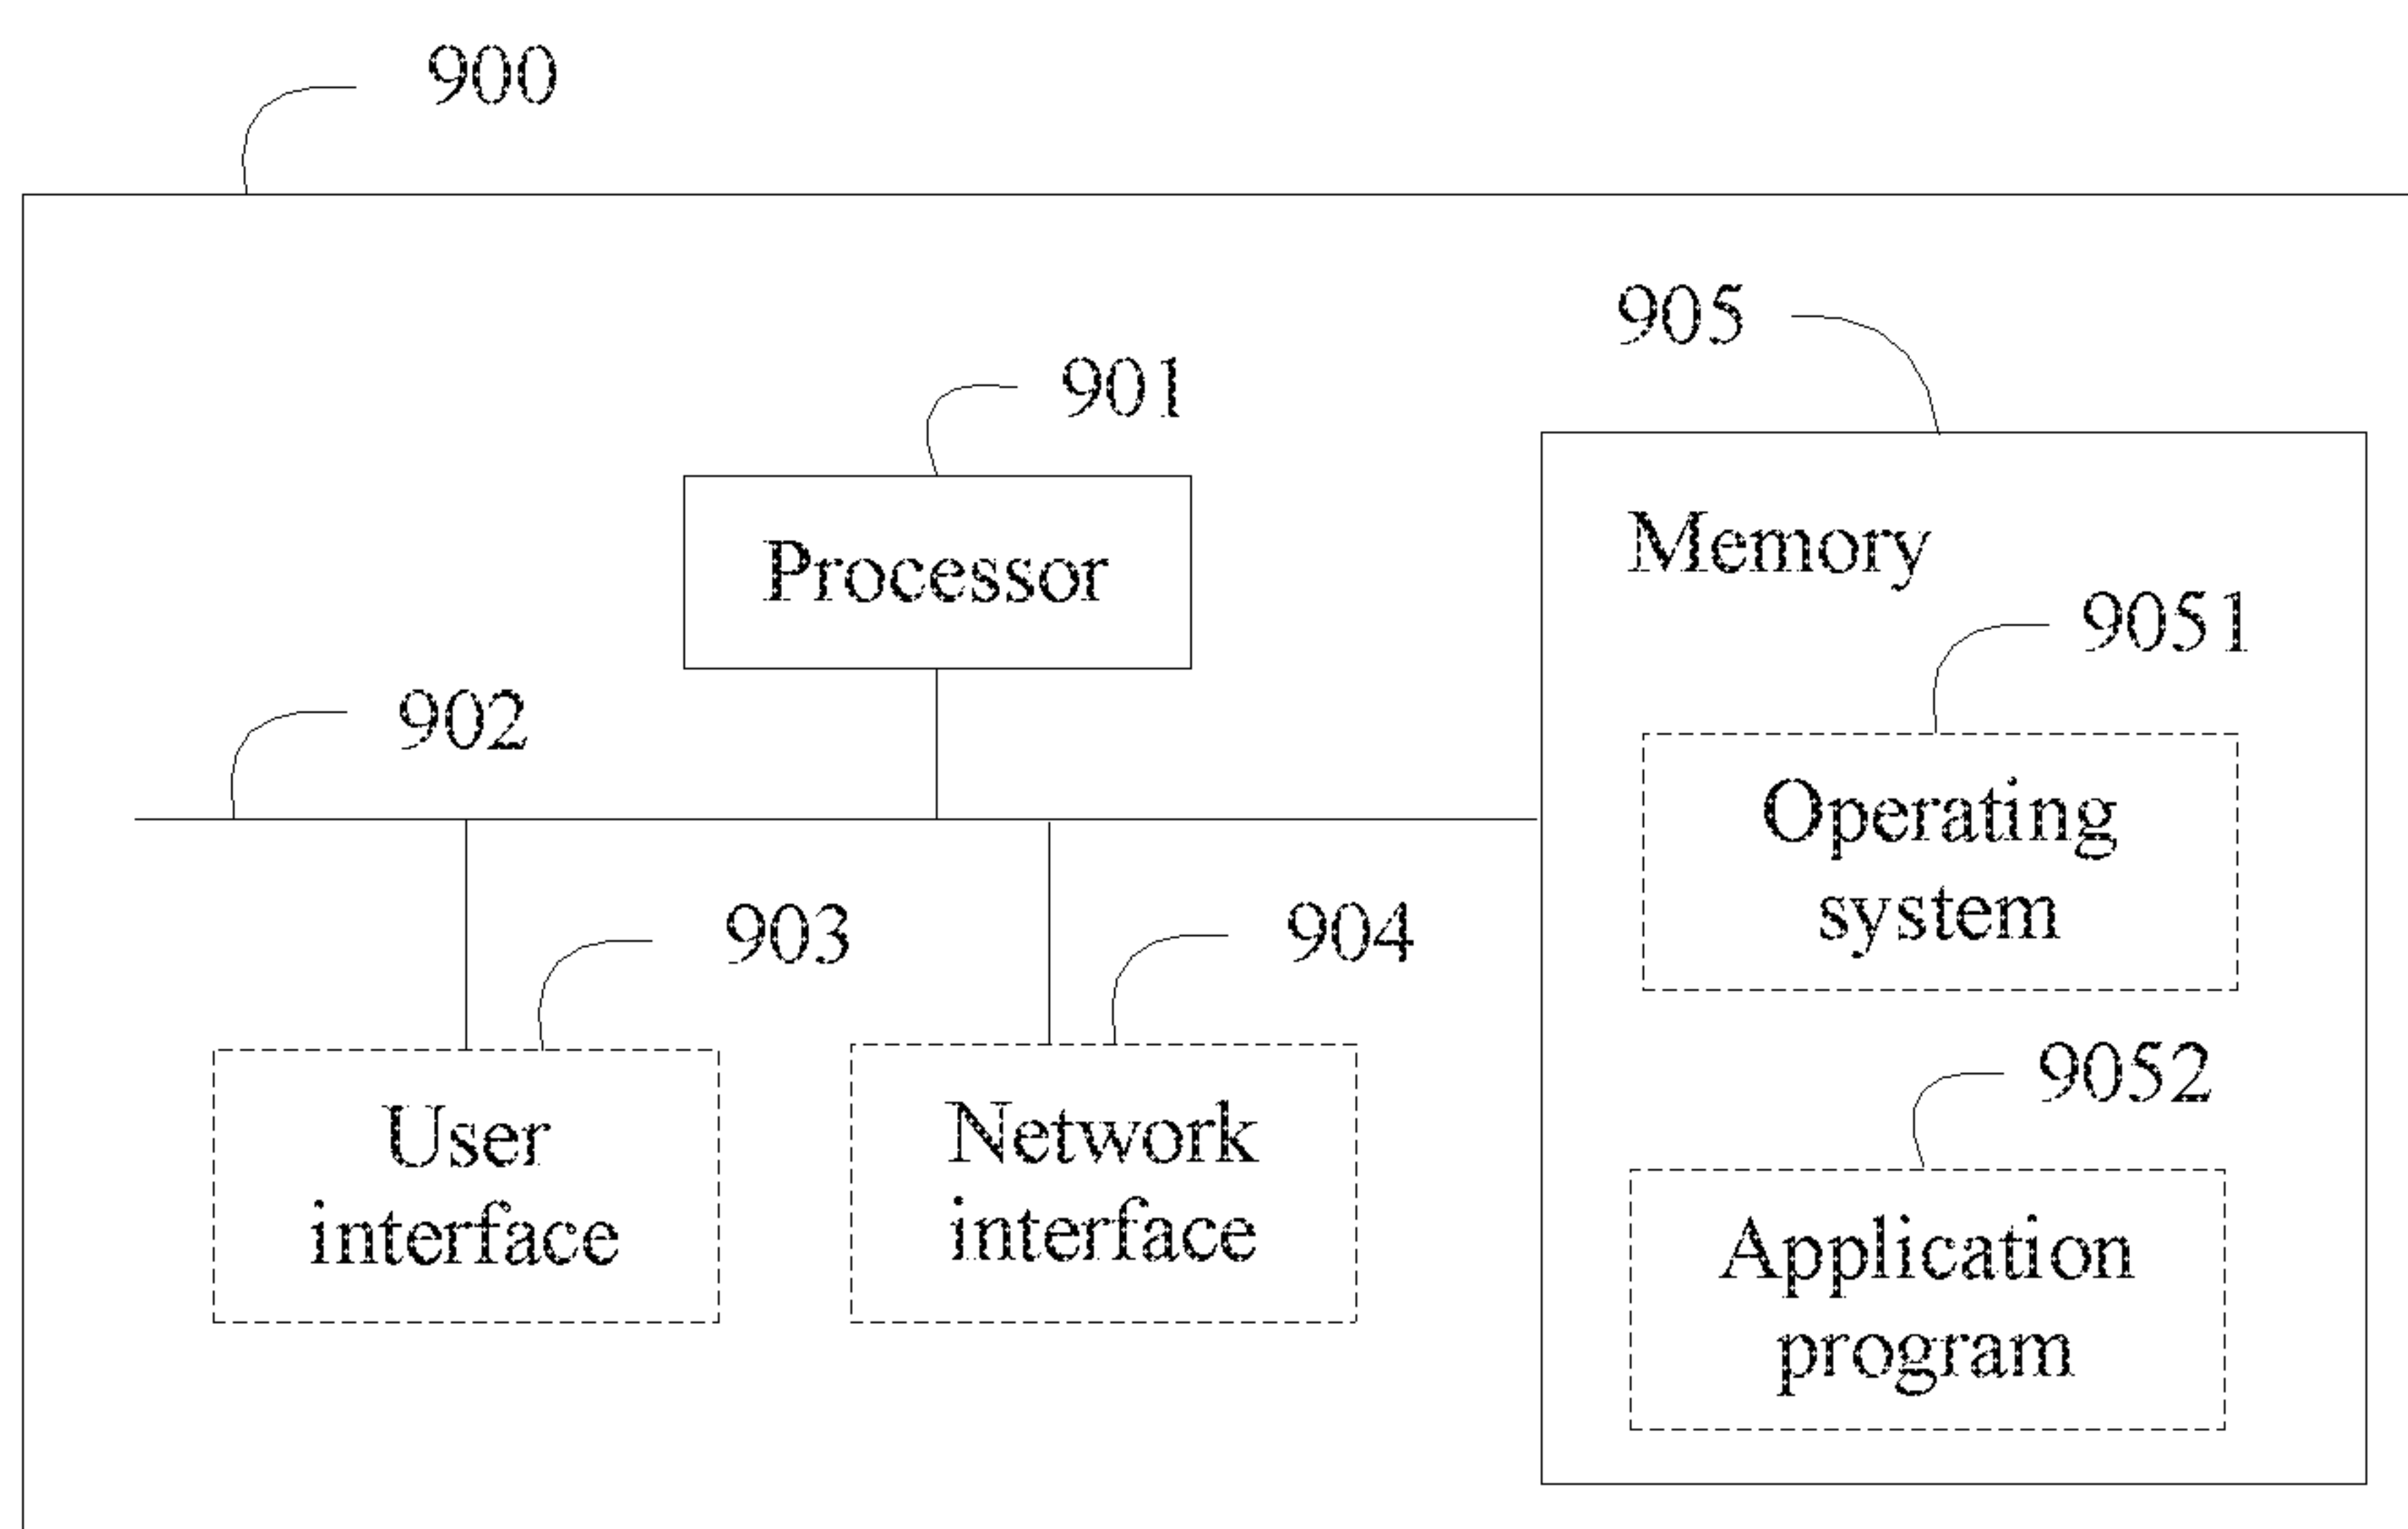 900
905
901
Processor
Memory
9051
902
Operating
system
903
904
9052
User
interface
Network
interface
Application
program